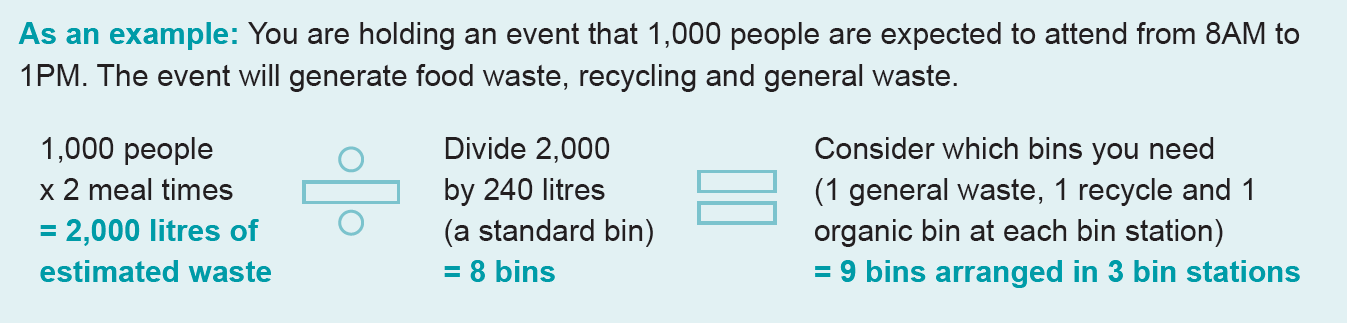 As an example: You are holding an event that 1,000 people are expected to attend from 8AM to
1PM. The event will generate food waste, recycling and general waste.
1,000 people
x 2 meal times
= 2,000 litres of
estimated waste
Divide 2,000
by 240 litres
(a standard bin)
= 8 bins
Consider which bins you need
(1 general waste, 1 recycle and 1
organic bin at each bin station)
= 9 bins arranged in 3 bin stations